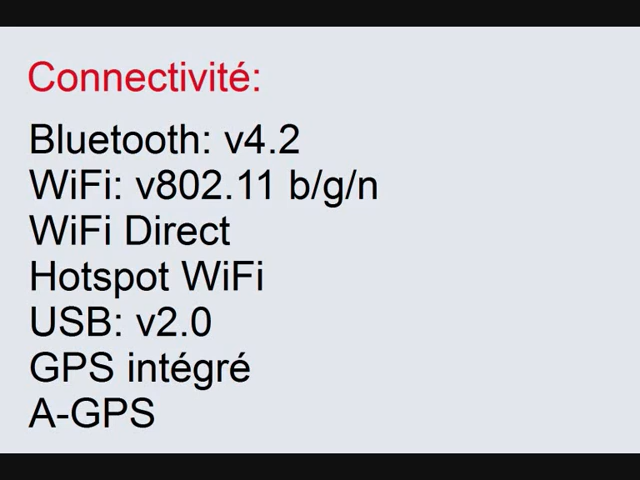 Connectivité:
Bluetooth: v4.2
WiFi: v802.11 b/g/n
WiFi Direct
Hotspot WiFi
USB: v2.0
GPS intégré
A-GPS